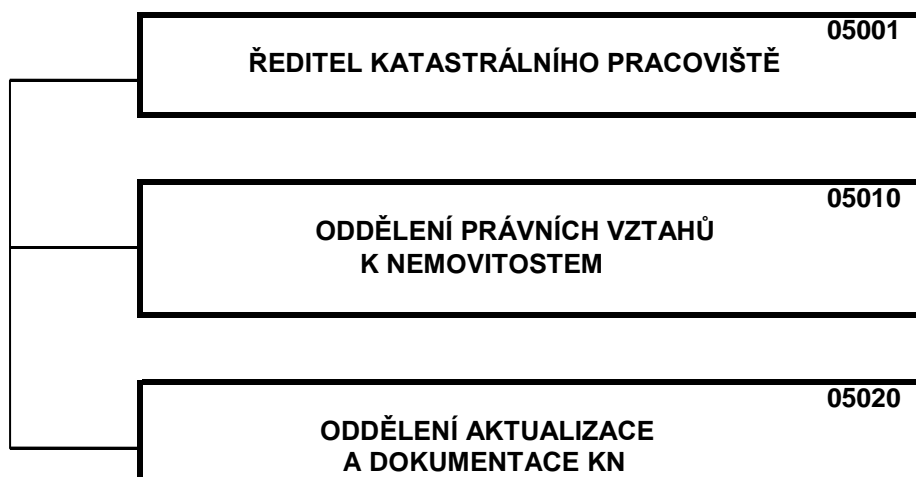 05001
ŘEDITEL KATASTRÁLNÍHO PRACOVIŠTĚ
05010
ODDĚLENÍ PRÁVNÍCH VZTAHŮ
K NEMOVITOSTEM
05020
ODDĚLENÍ AKTUALIZACE
A DOKUMENTACE KN